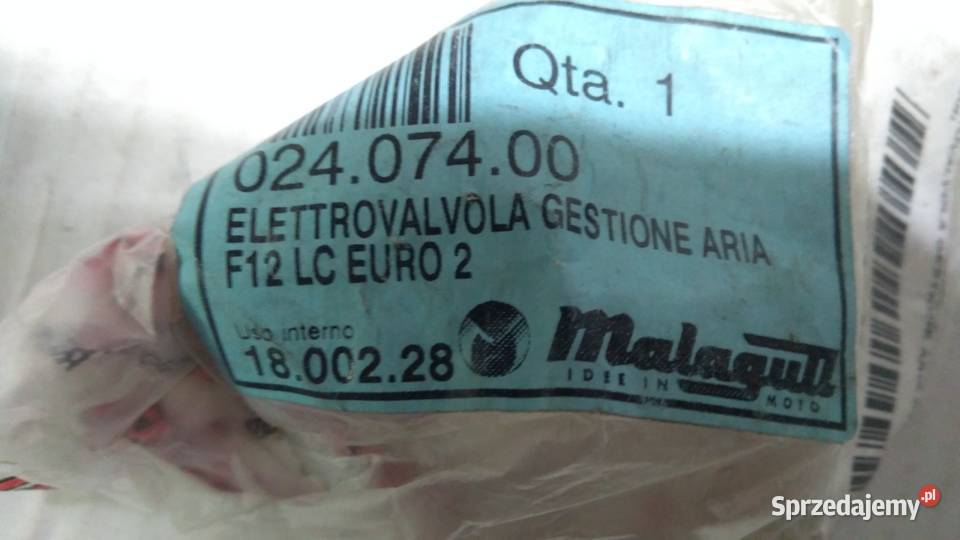 Qta. 1
024.074.00
ELETTROVALVOLA GESTIONE ARIA
F12 LC EURO 2
Uso interno
18.002.28
Malaguti
IDEE IN MOTO
Sprzedajemy.pl